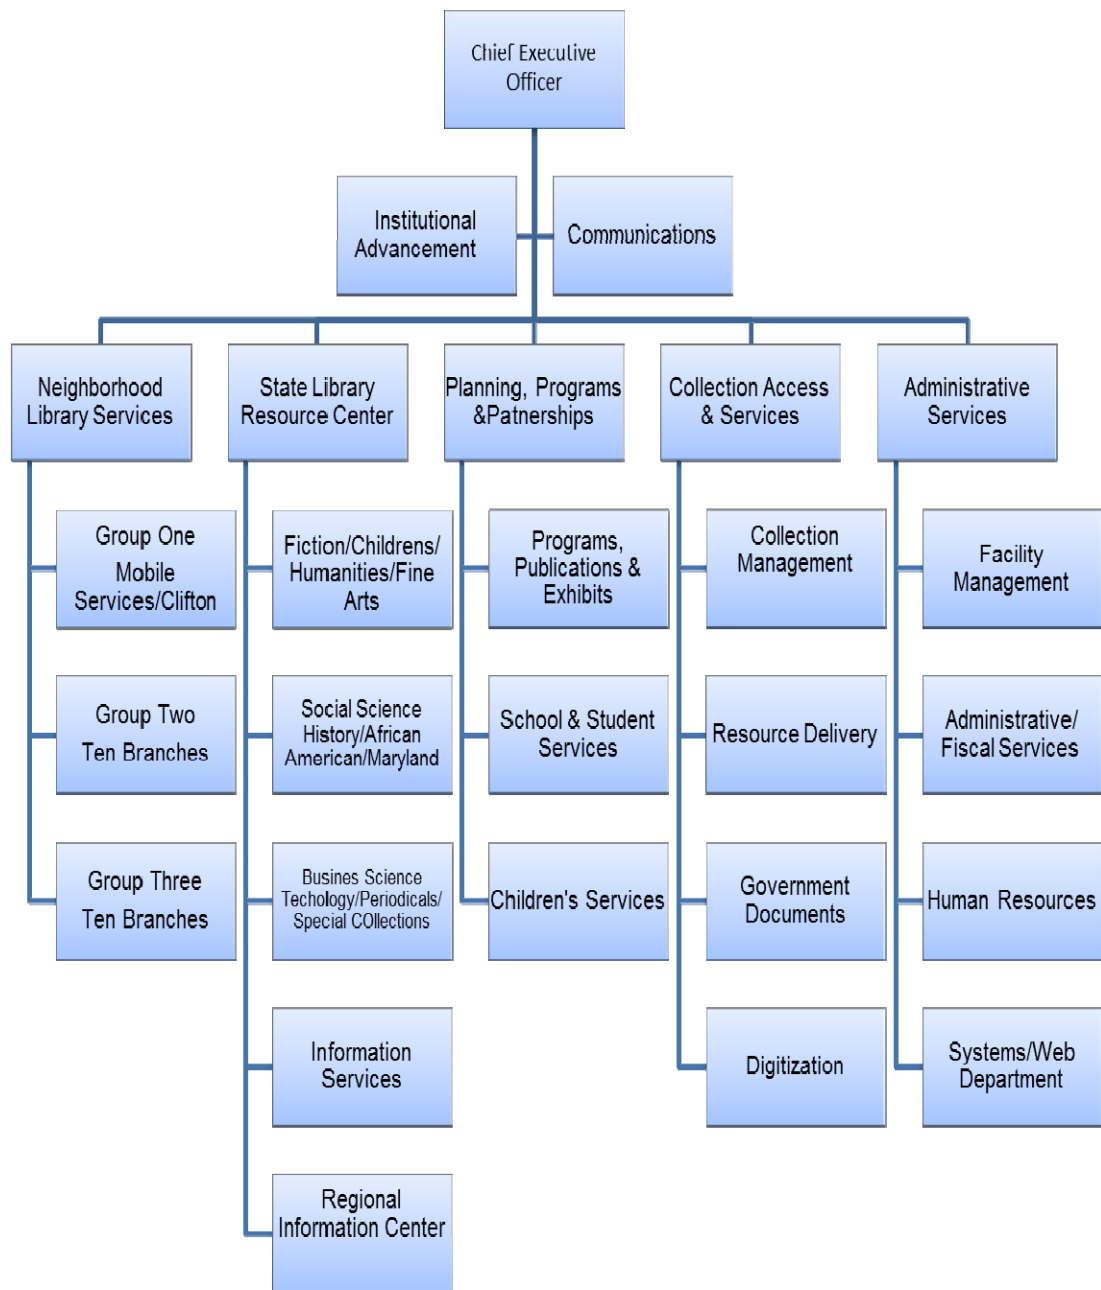 Chief Executive
Officer
Institutional
Advancement
Communications
Neighborhood
Library Services
State Library
Resource Center
Planning, Programs
&Patnerships
Collection Access
& Services
Administrative
Services
Group One
Mobile
Services/Clifton
Fiction/Childrens/
Humanities/Fine
Arts
Programs,
Publications &
Exhibits
Collection
Management
Facility
Management
Group Two
Ten Branches
Social Science
History/African
American/Maryland
School & Student
Services
Resource Delivery
Administrative/
Fiscal Services
Group Three
Ten Branches
Busines Science
Techology/Periodicals/
Special COllections
Children's Services
Government
Documents
Human Resources
Information
Services
Digitization
Systems/Web
Department
Regional
Information Center